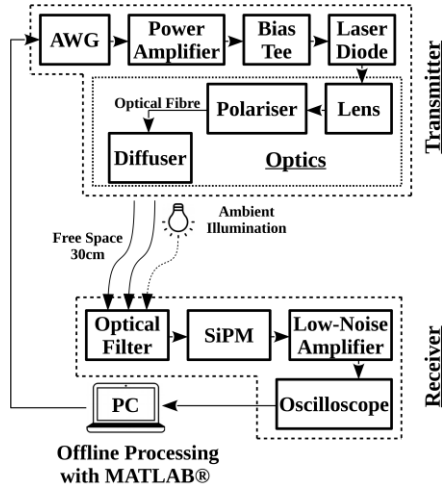 AWG
Power
Amplifier
Bias
Tee
Laser
Diode
Transmitter
Optical Fibre
Polariser
Lens
Diffuser
Optics
Free Space
30cm
Ambient
Illumination
Optical
Filter
SiPM
Low-Noise
Amplifier
Receiver
PC
Oscilloscope
Offline Processing
with MATLAB®